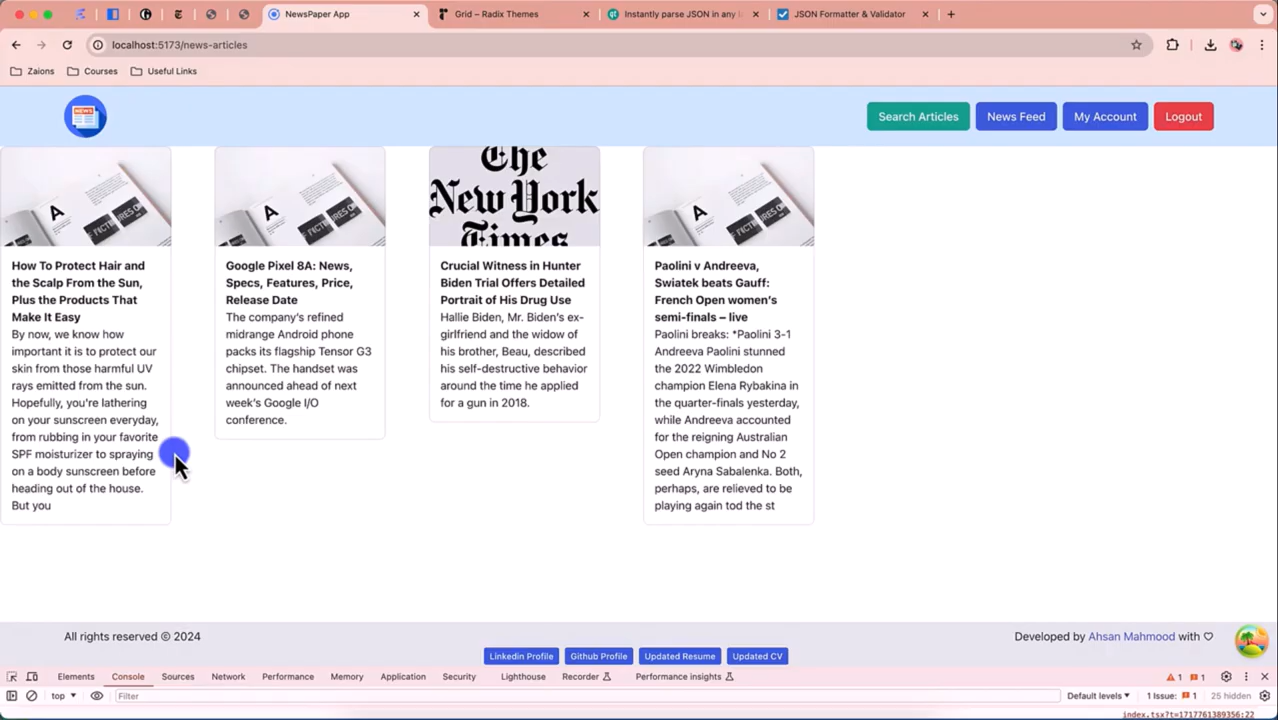 NewsPaper App
Grid – Radix Themes
Instantly parse JSON in any
JSON Formatter & Validator
localhost:5173/news-articles
Zaions
Courses
Useful Links
NEWS
Search Articles
News Feed
My Account
Logout
A
A
The
New York
Times
A
How To Protect Hair and
the Scalp From the Sun,
Plus the Products That
Make It Easy
By now, we know how
important it is to protect our
skin from those harmful UV
rays emitted from the sun.
Hopefully, you're lathering
on your sunscreen everyday,
from rubbing in your favorite
SPF moisturizer to spraying
on a body sunscreen before
heading out of the house.
But you
Google Pixel 8A: News,
Specs, Features, Price,
Release Date
The company's refined
midrange Android phone
packs its flagship Tensor G3
chipset. The handset was
announced ahead of next
week's Google I/O
conference.
Crucial Witness in Hunter
Biden Trial Offers Detailed
Portrait of His Drug Use
Hallie Biden, Mr. Biden's ex-
girlfriend and the widow of
his brother, Beau, described
his self-destructive behavior
around the time he applied
for a gun in 2018.
Paolini v Andreeva,
Swiatek beats Gauff:
French Open women's
semi-finals – live
Paolini breaks: *Paolini 3-1
Andreeva Paolini stunned
the 2022 Wimbledon
champion Elena Rybakina in
the quarter-finals yesterday,
while Andreeva accounted
for the reigning Australian
Open champion and No 2
seed Aryna Sabalenka. Both,
perhaps, are relieved to be
playing again tod the st
All rights reserved © 2024
Developed by Ahsan Mahmood with ♡
Linkedin Profile
Github Profile
Updated Resume
Updated CV
Elements
Console
Sources
Network
Performance
Memory
Application
Security
Lighthouse
Recorder
Performance insights
1
1
top
Filter
Default levels
1 Issue: 1
25 hidden
index.tsx?t=1717761389356:22